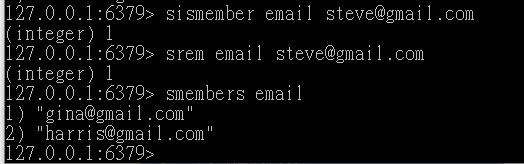 127.0.0.1:6379> sismember email steve@gmail.com
(integer) 1
127.0.0.1:6379> srem email steve@gmail.com
(integer) 1
127.0.0.1:6379> smembers email
1) "gina@gmail.com"
2) "harris@gmail.com"
127.0.0.1:6379>